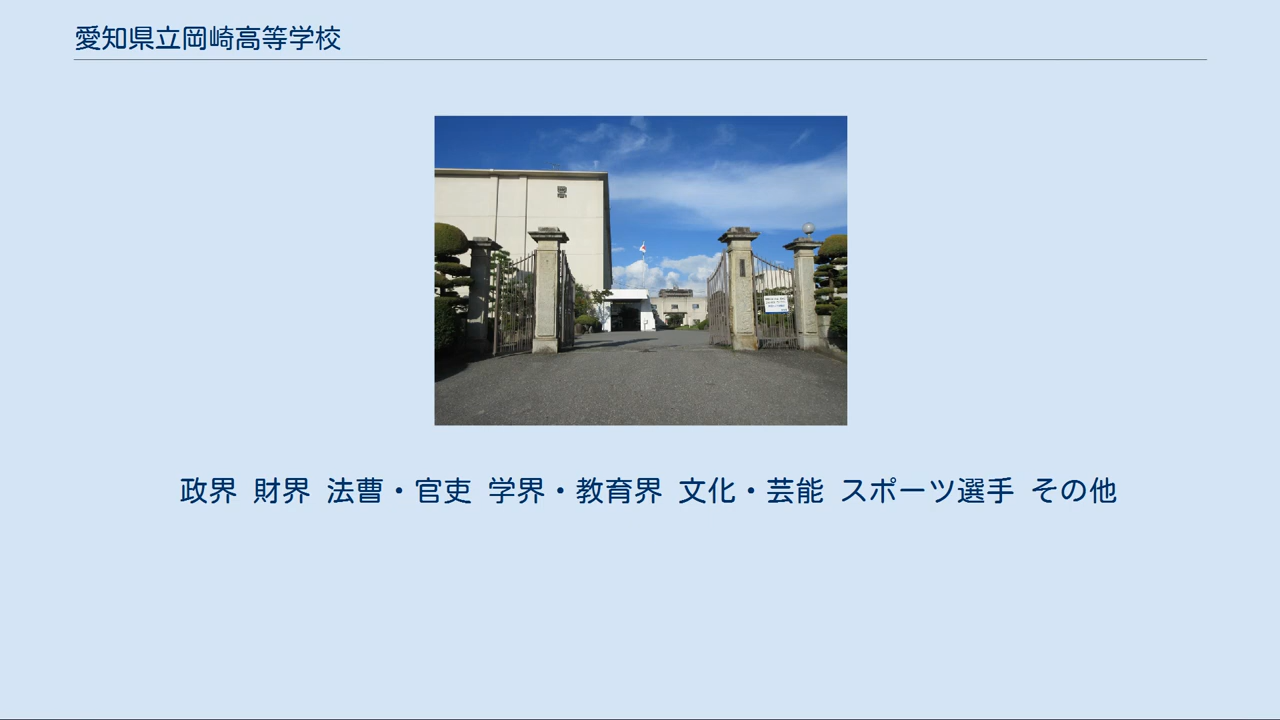 愛知県立岡崎高等学校
政界 財界 法曹・官吏 学界・教育界 文化・芸能 スポーツ選手 その他